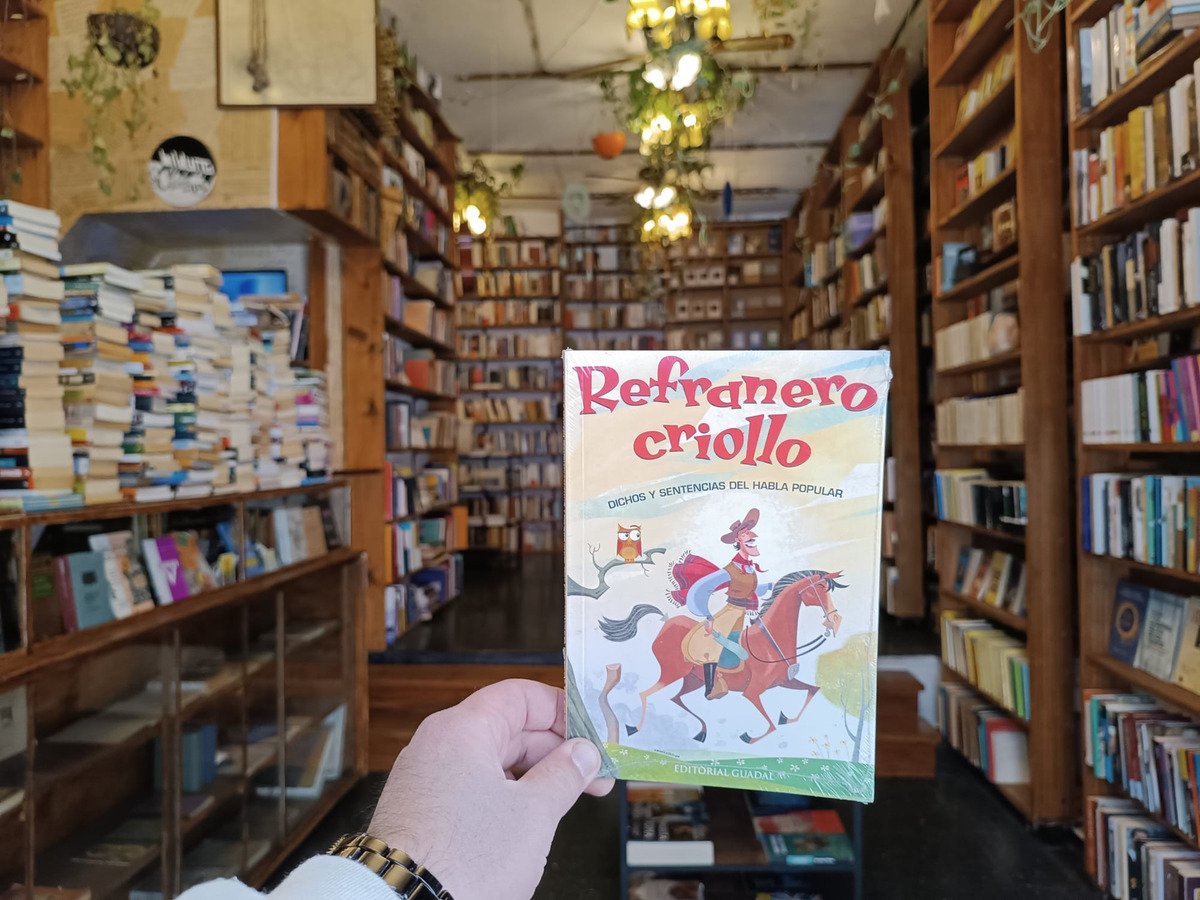 Refranero
criollo
DICHOS Y SENTENCIAS DEL HABLA POPULAR
EDITORIAL GUADAL